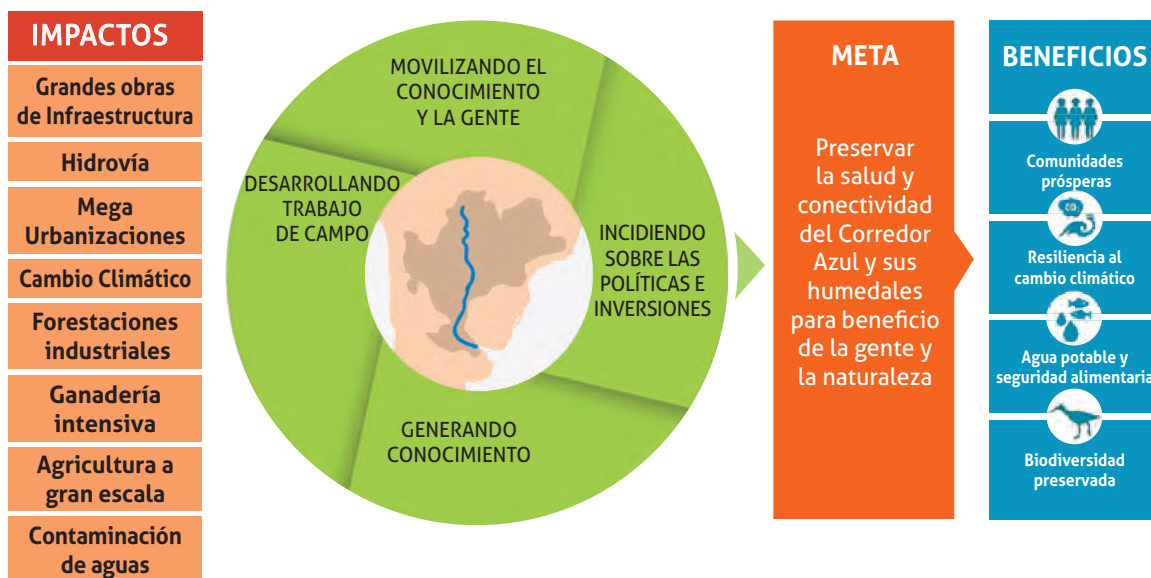 IMPACTOS
Grandes obras
de Infraestructura
Hidrovía
Mega
Urbanizaciones
Cambio Climático
Forestaciones
industriales
Ganadería
intensiva
Agricultura a
gran escala
Contaminación
de aguas
MOVILIZANDO EL
CONOCIMIENTO
Y LA GENTE
DESARROLLANDO
TRABAJO
DE CAMPO
INCIDIENDO
SOBRE LAS
POLÍTICAS E
INVERSIONES
GENERANDO
CONOCIMIENTO
META
Preservar
la salud y
conectividad
del Corredor
Azul y sus
humedales
para beneficio
de la gente y
la naturaleza
BENEFICIOS
Comunidades
prósperas
Resiliencia al
cambio climático
Agua potable y
seguridad alimentaria
Biodiversidad
preservada